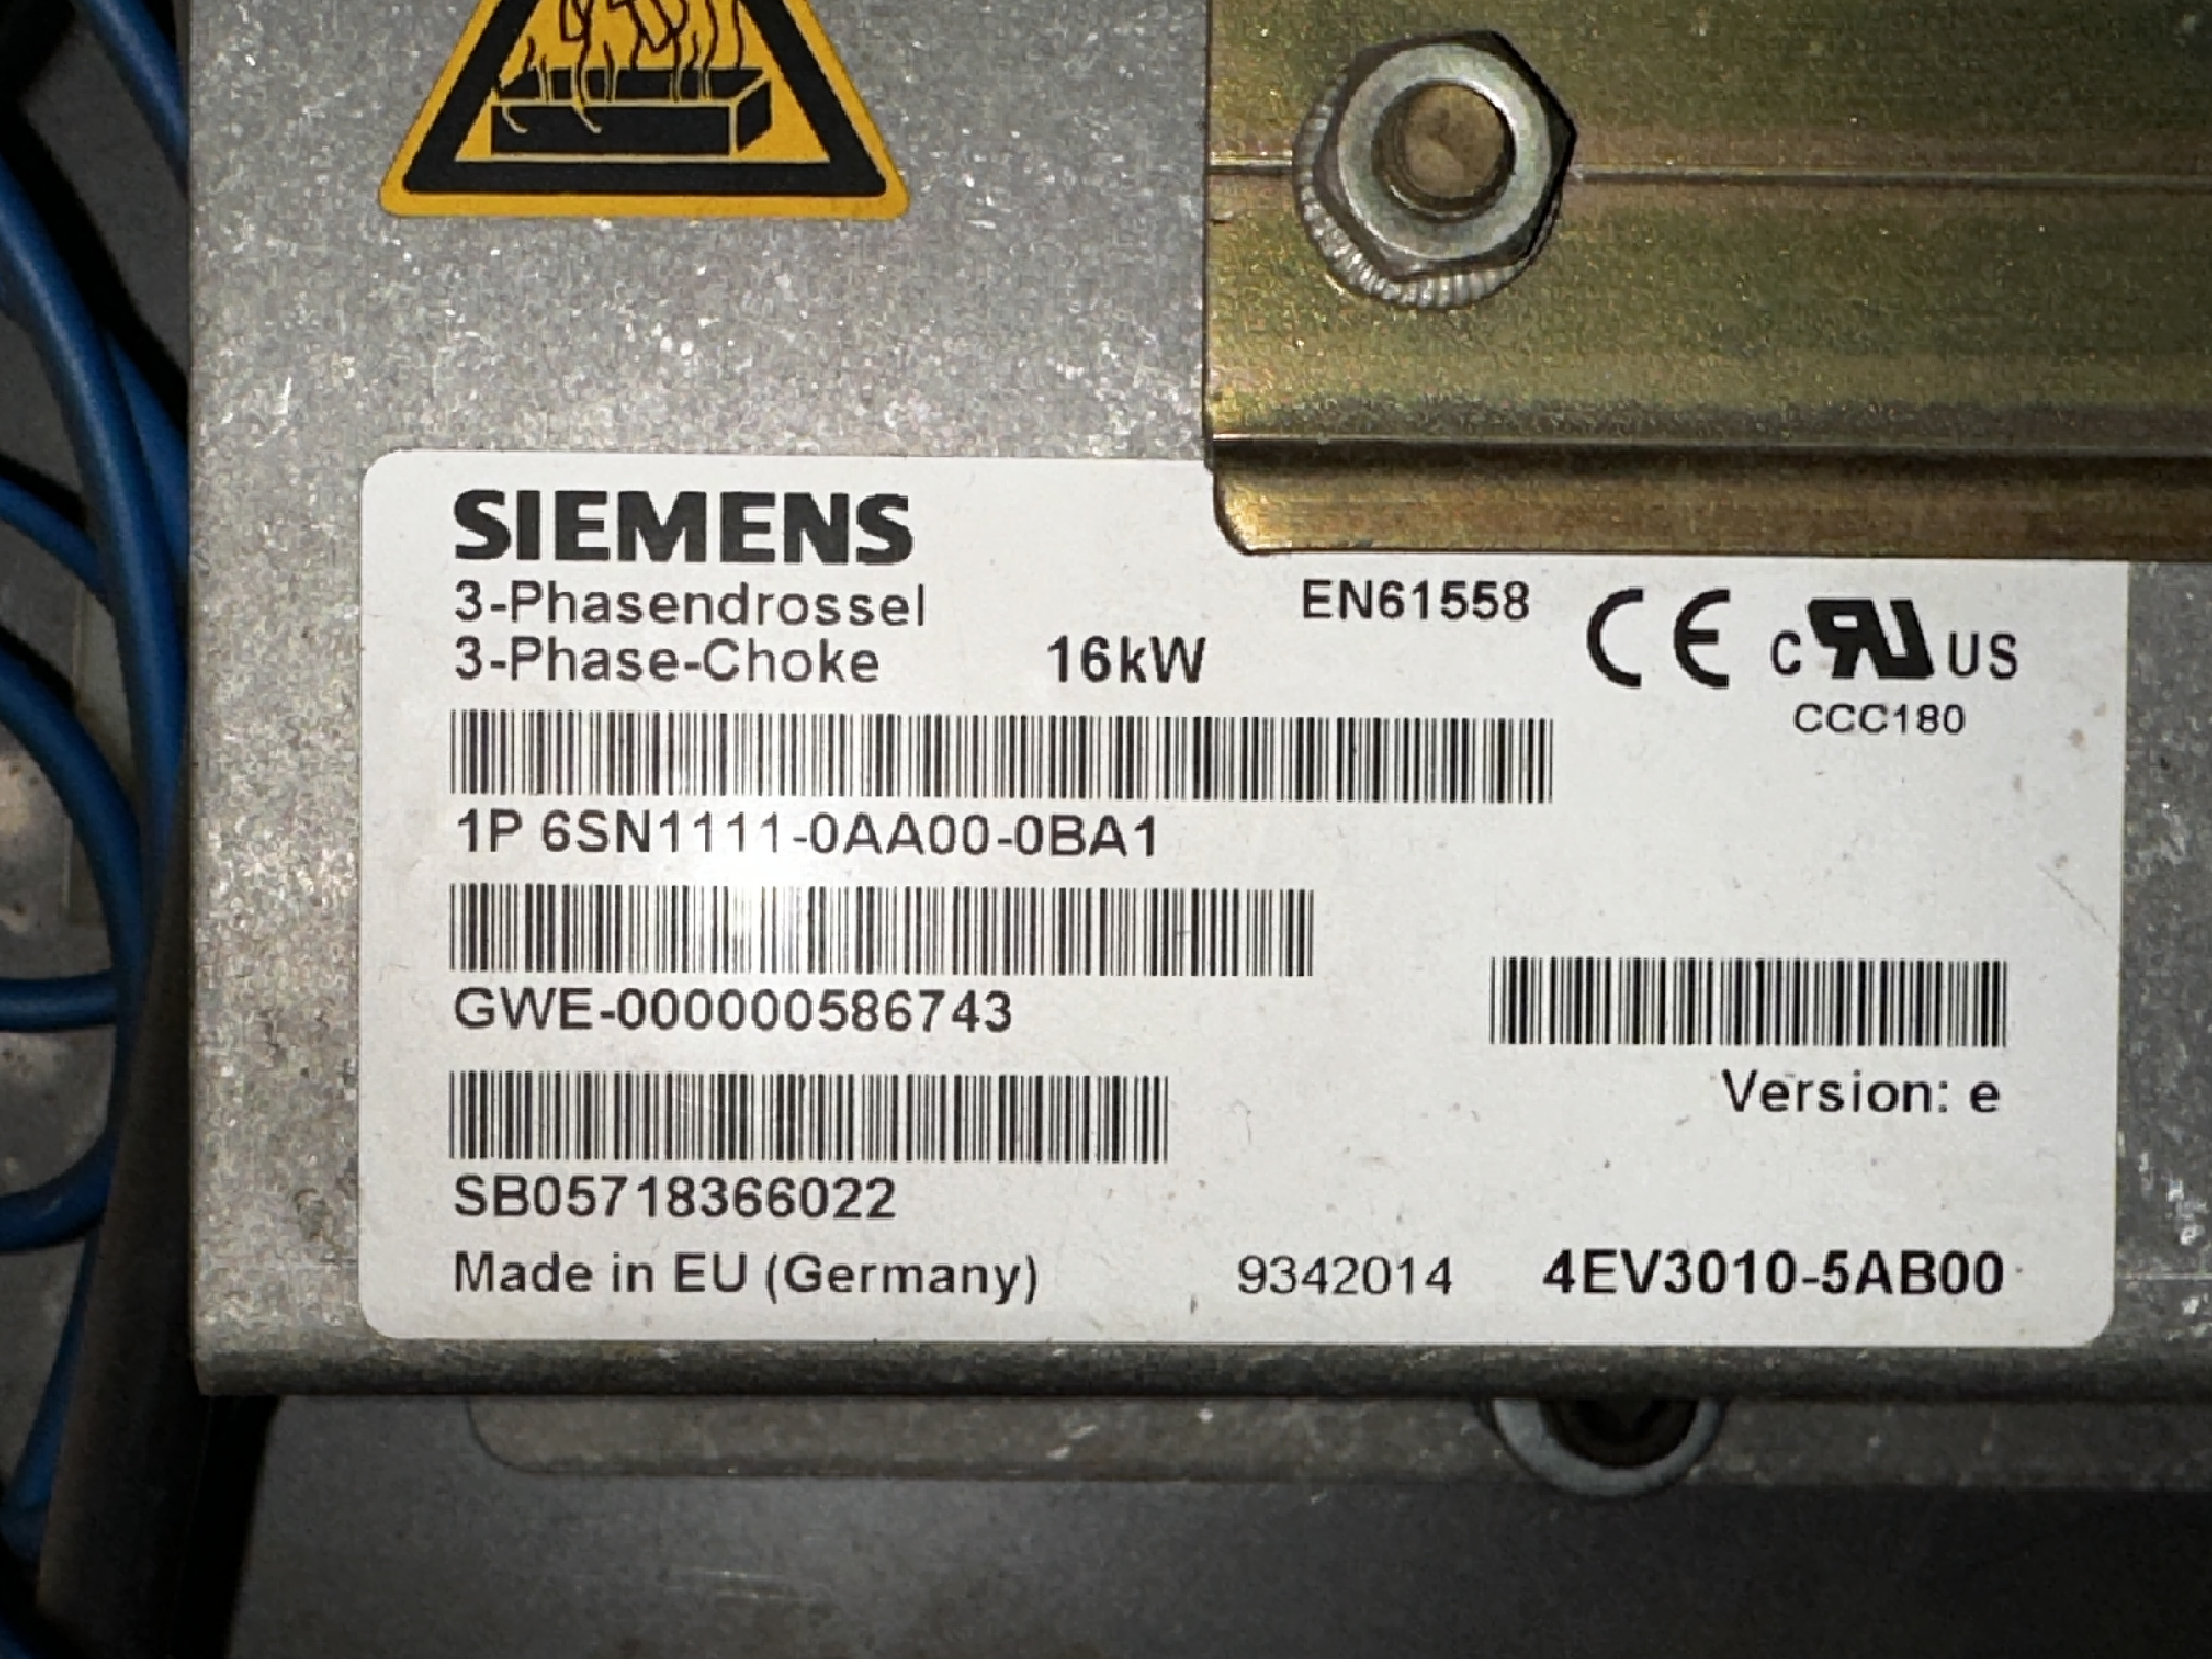 SIEMENS
3-Phasendrossel
EN61558
3-Phase-Choke 16kW
CE c RU US
CCC180
1P 6SN1111-0AA00-0BA1
GWE-000000586743
Version: e
SB05718366022
Made in EU (Germany) 9342014 4EV3010-5AB00